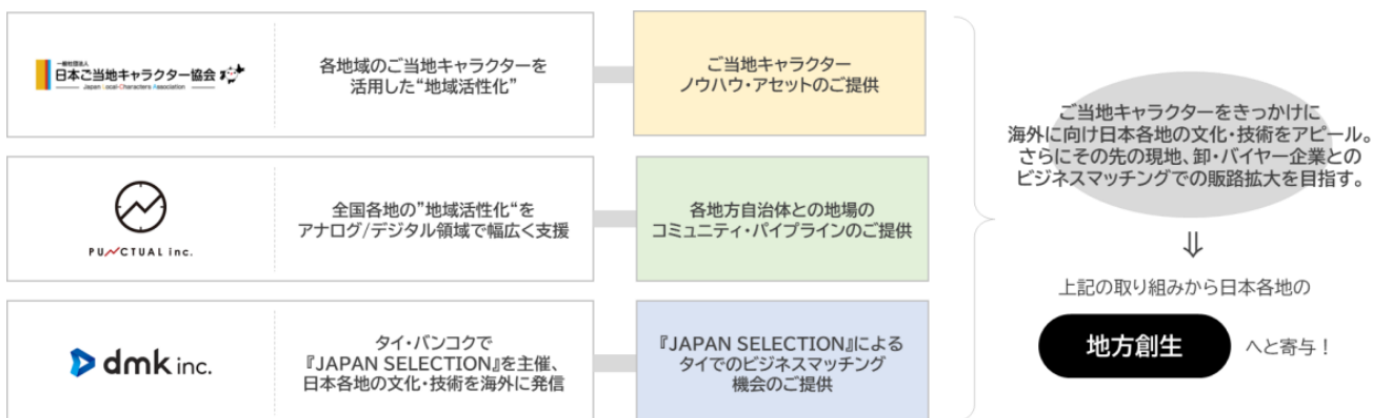 一般社団法人
日本ご当地キャラクター協会
Japan Local Characters Association
各地域のご当地キャラクターを
活用した“地域活性化”
ご当地キャラクター
ノウハウ・アセットのご提供
PUNCTUAL inc.
全国各地の”地域活性化“を
アナログ/デジタル領域で幅広く支援
各地方自治体との地場の
コミュニティ・パイプラインのご提供
dmk inc.
タイ・バンコクで
『JAPAN SELECTION』を主催、
日本各地の文化・技術を海外に発信
『JAPAN SELECTION』による
タイでのビジネスマッチング
機会のご提供
ご当地キャラクターをきっかけに
海外に向け日本各地の文化・技術をアピール。
さらにその先の現地、卸・バイヤー企業との
ビジネスマッチングでの販路拡大を目指す。
⇓
上記の取り組みから日本各地の
地方創生 へと寄与！